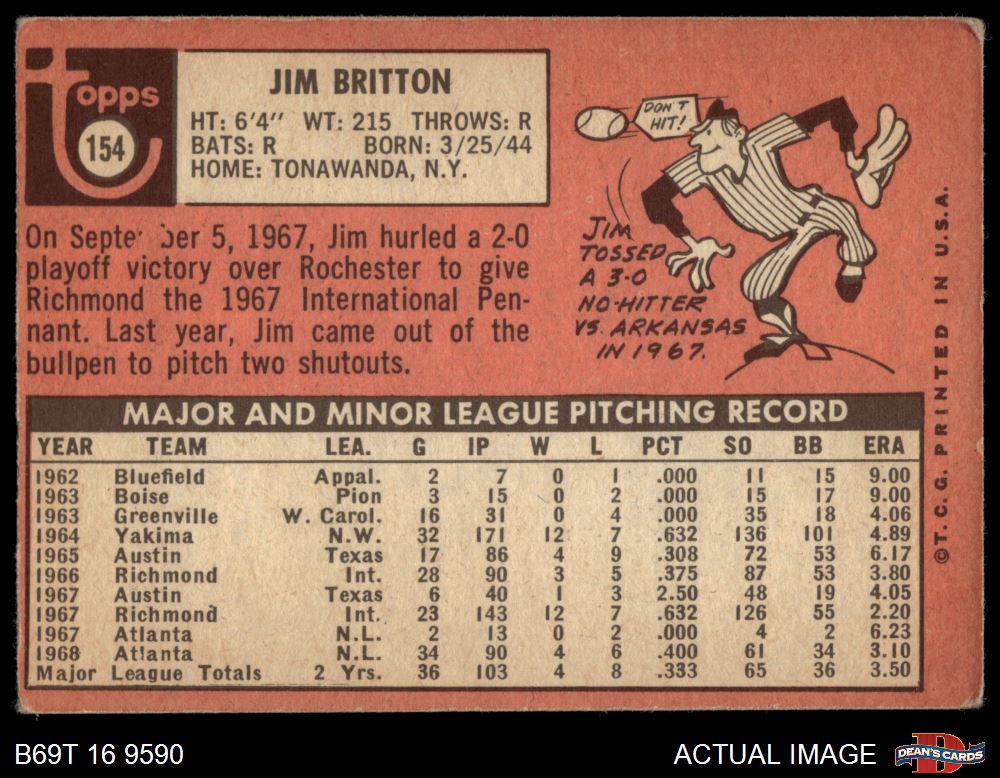 topps
154
JIM BRITTON
HT: 6'4" WT: 215 THROWS: R
BATS: R BORN: 3/25/44
HOME: TONAWANDA, N.Y.
On Septe  ber 5, 1967, Jim hurled a 2-0
playoff victory over Rochester to give
Richmond the 1967 International Pen-
nant. Last year, Jim came out of the
bullpen to pitch two shutouts.
DON'T
HIT!
JIM
TOSSED
A 3-0
NO-HITTER
VS. ARKANSAS
IN 1967.
MAJOR AND MINOR LEAGUE PITCHING RECORD
YEAR TEAM LEA. G IP W L PCT SO BB ERA
1962 Bluefield Appal. 2 7 0 1 .000 11 15 9.00
1963 Boise Pion 3 15 0 2 .000 15 17 9.00
1963 Greenville W. Carol. 16 31 0 4 .000 35 18 4.06
1964 Yakima N.W. 32 171 12 7 .632 136 101 4.89
1965 Austin Texas 17 86 4 9 .308 72 53 6.17
1966 Richmond Int. 28 90 3 5 .375 87 53 3.80
1967 Austin Texas 6 40 1 3 2.50 48 19 4.05
1967 Richmond Int. 23 143 12 7 .632 126 55 2.20
1967 Atlanta N.L. 2 13 0 2 .000 4 2 6.23
1968 Atlanta N.L. 34 90 4 6 .400 61 34 3.10
Major League Totals 2 Yrs. 36 103 4 8 .333 65 36 3.50
©T. C. G. PRINTED IN U.S.A.
B69T 16 9590
ACTUAL IMAGE
DEAN'S CARDS